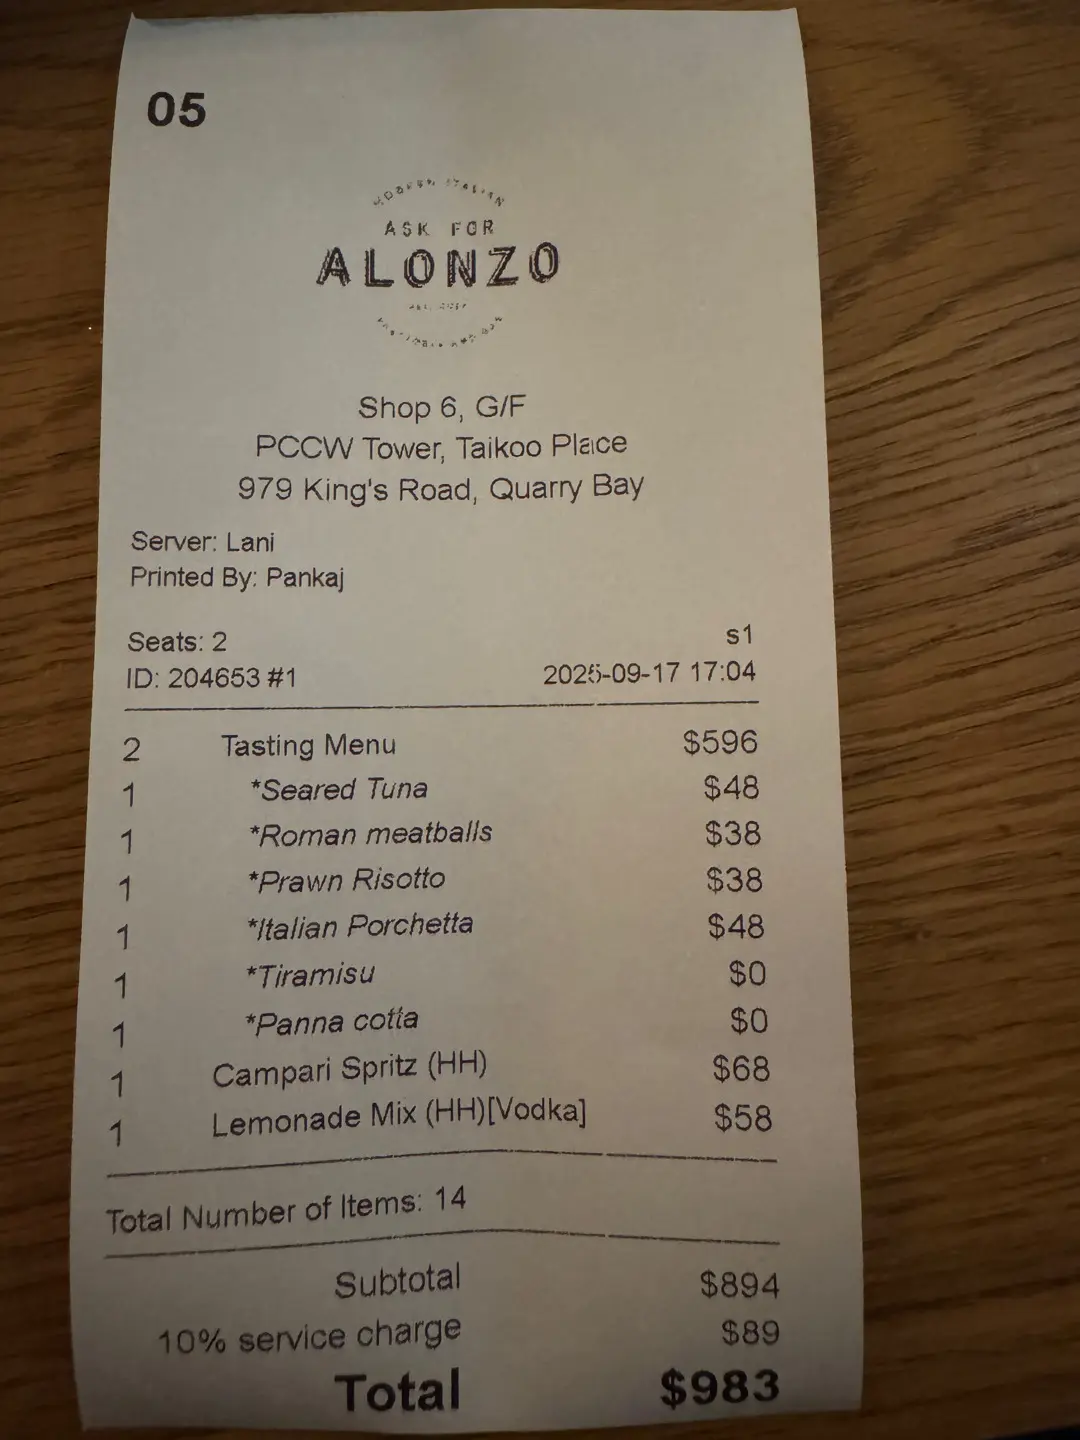 05
MODERN ITALIAN
ASK FOR
ALONZO
Shop 6, G/F
PCCW Tower, Taikoo Place
979 King's Road, Quarry Bay
Server: Lani
Printed By: Pankaj
Seats: 2 s1
ID: 204653 #1 2025-09-17 17:04
2 Tasting Menu $596
1 *Seared Tuna $48
1 *Roman meatballs $38
1 *Prawn Risotto $38
1 *Italian Porchetta $48
1 *Tiramisu $0
1 *Panna cotta $0
1 Campari Spritz (HH) $68
1 Lemonade Mix (HH)[Vodka] $58
Total Number of Items: 14
Subtotal $894
10% service charge $89
Total $983